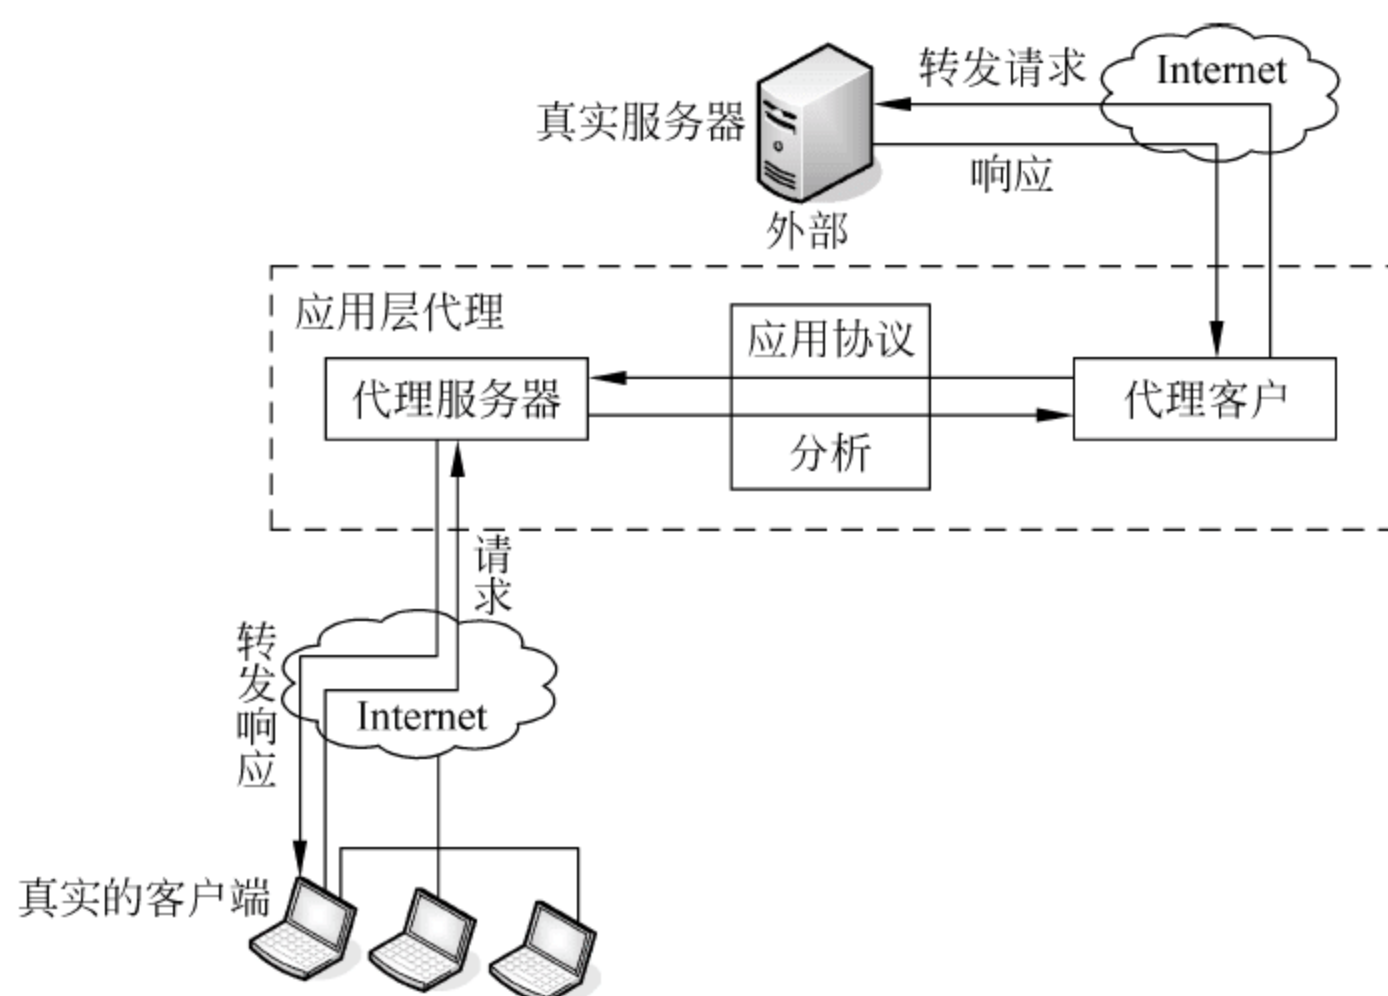 转发请求
Internet
真实服务器
响应
外部
应用层代理
应用协议
代理服务器
代理客户
分析
请求
转发响应
Internet
真实的客户端